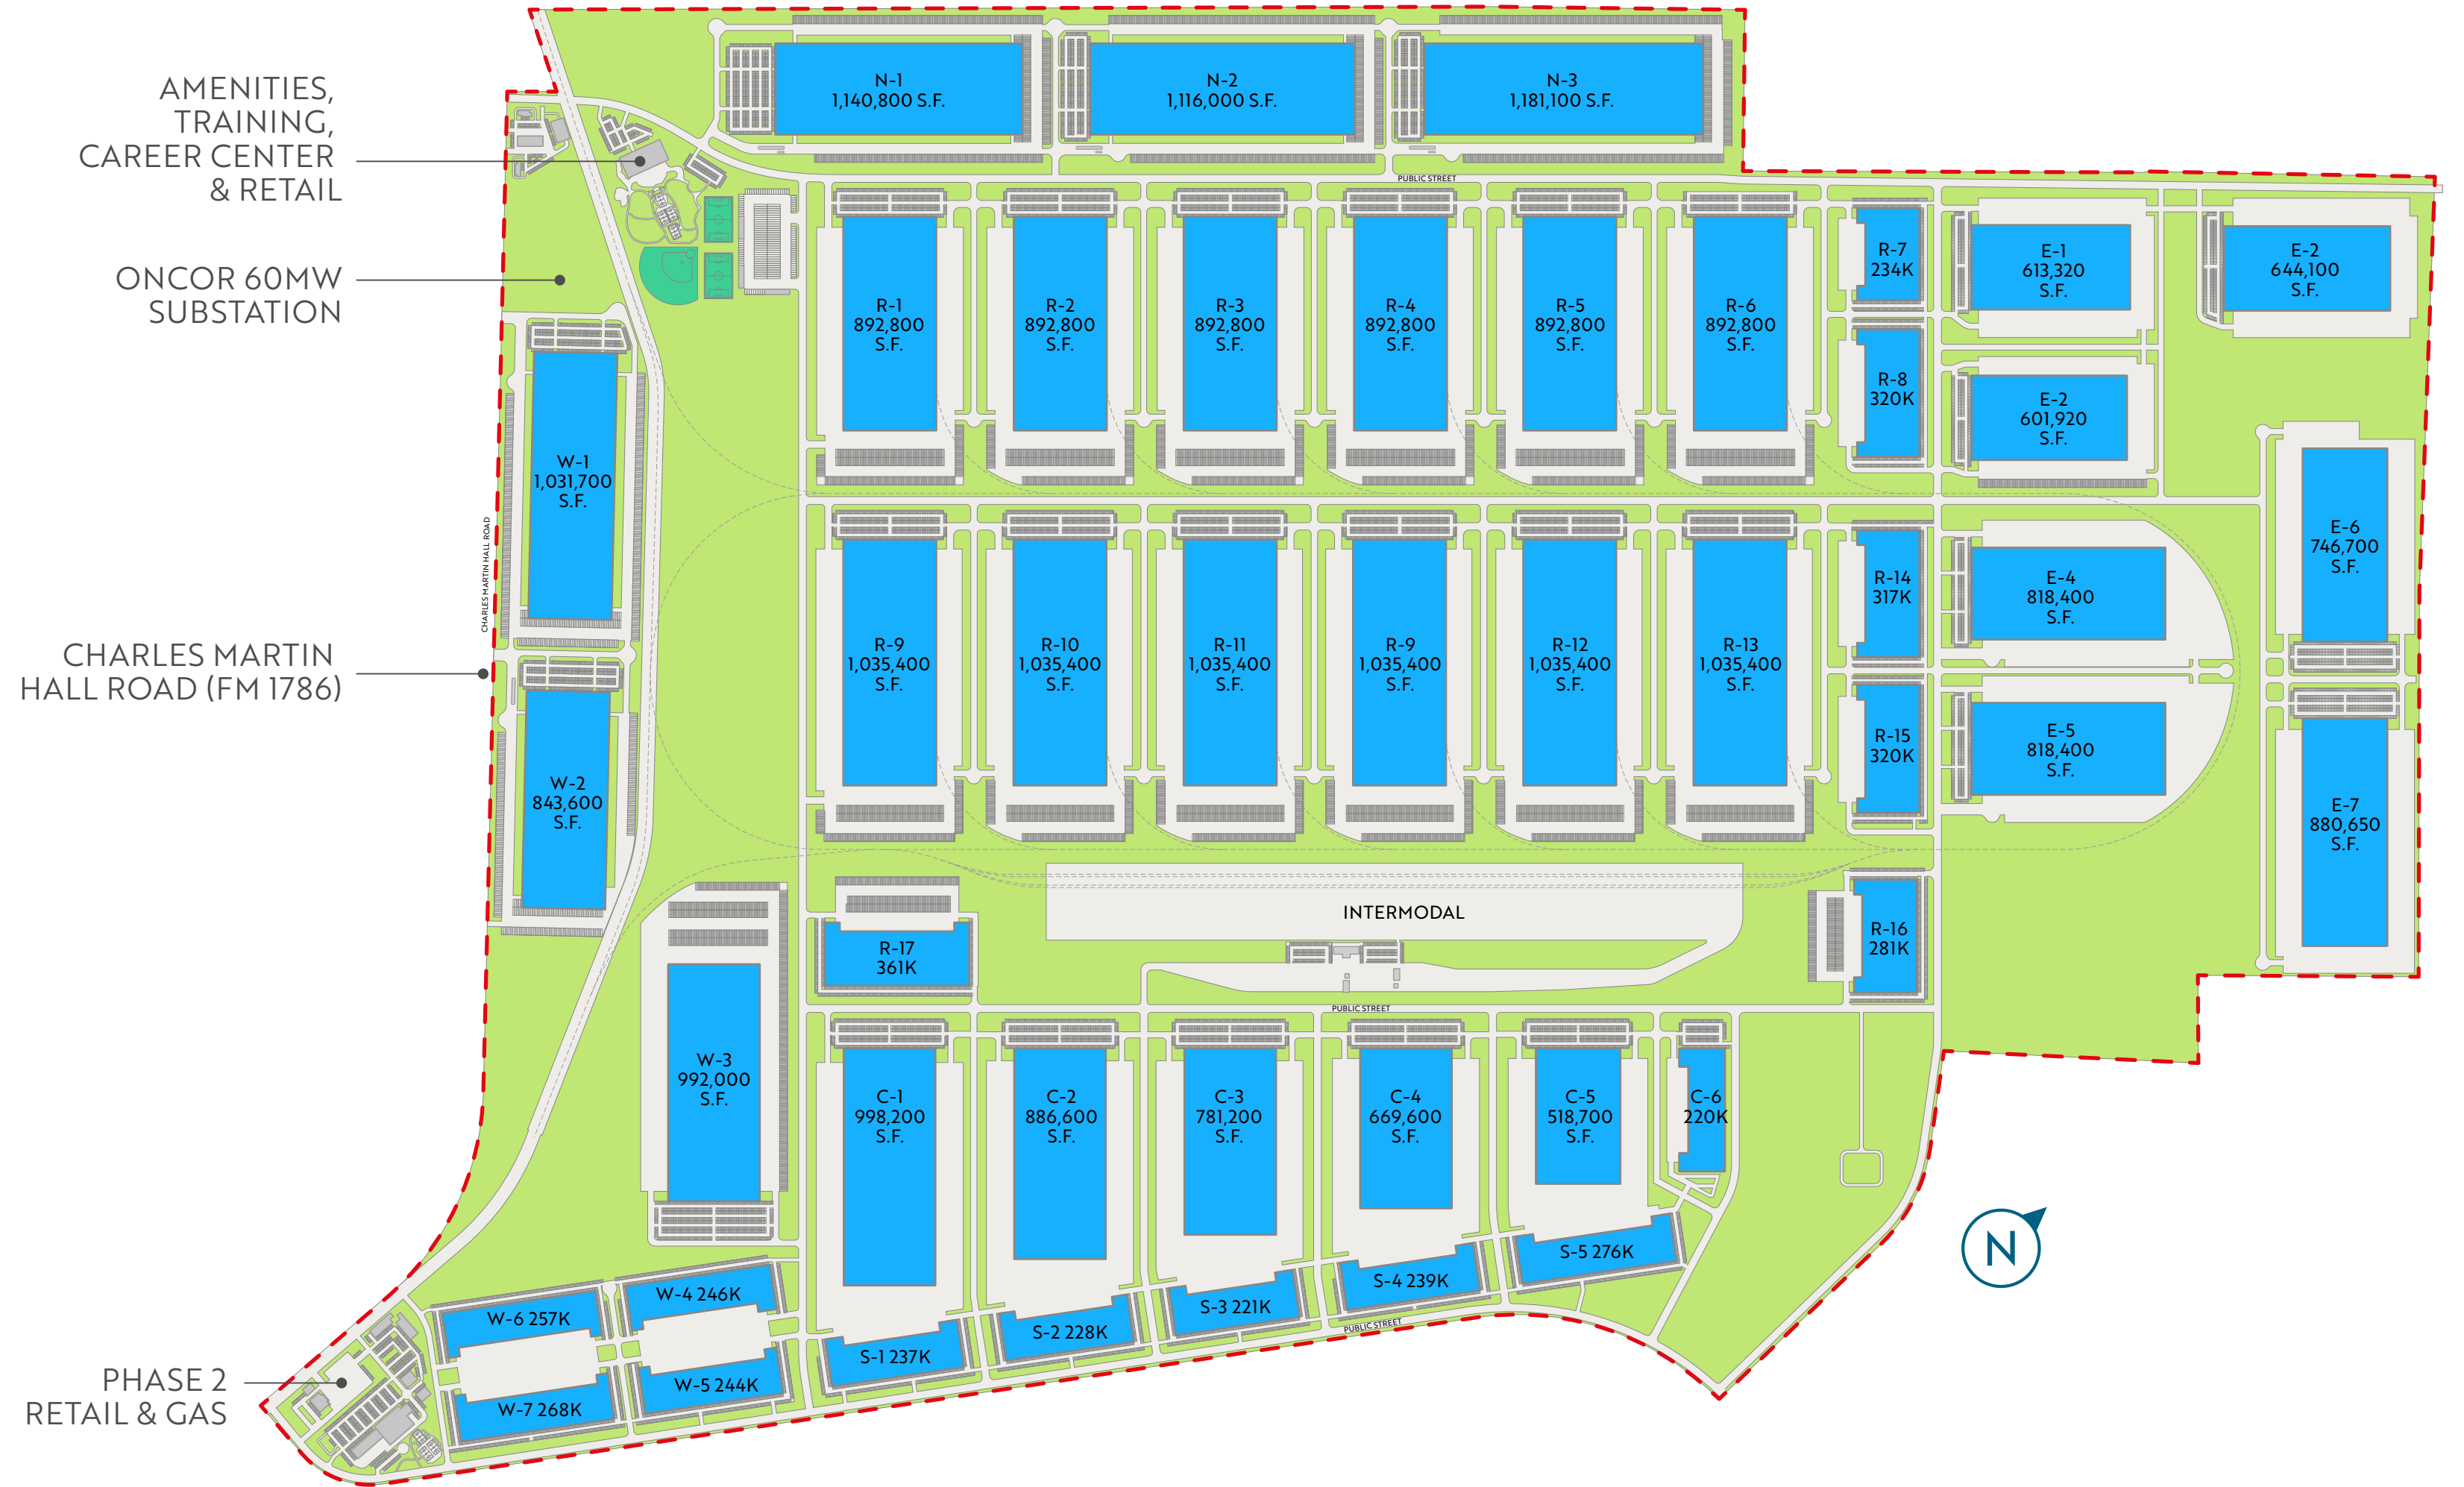 AMENITIES,
TRAINING,
CAREER CENTER
& RETAIL
ONCOR 60MW
SUBSTATION
CHARLES MARTIN
HALL ROAD (FM 1786)
PHASE 2
RETAIL & GAS
CHARLES MARTIN HALL ROAD
N-1
1,140,800 S.F.
N-2
1,116,000 S.F.
N-3
1,181,100 S.F.
PUBLIC STREET
R-1
892,800
S.F.
R-2
892,800
S.F.
R-3
892,800
S.F.
R-4
892,800
S.F.
R-5
892,800
S.F.
R-6
892,800
S.F.
R-7
234K
R-8
320K
E-1
613,320
S.F.
E-2
644,100
S.F.
E-2
601,920
S.F.
W-1
1,031,700
S.F.
W-2
843,600
S.F.
R-9
1,035,400
S.F.
R-10
1,035,400
S.F.
R-11
1,035,400
S.F.
R-9
1,035,400
S.F.
R-12
1,035,400
S.F.
R-13
1,035,400
S.F.
R-14
317K
R-15
320K
E-4
818,400
S.F.
E-5
818,400
S.F.
E-6
746,700
S.F.
E-7
880,650
S.F.
INTERMODAL
R-17
361K
R-16
281K
PUBLIC STREET
W-3
992,000
S.F.
C-1
998,200
S.F.
C-2
886,600
S.F.
C-3
781,200
S.F.
C-4
669,600
S.F.
C-5
518,700
S.F.
C-6
220K
W-6 257K
W-4 246K
W-7 268K
W-5 244K
S-1 237K
S-2 228K
S-3 221K
S-4 239K
S-5 276K
PUBLIC STREET
N